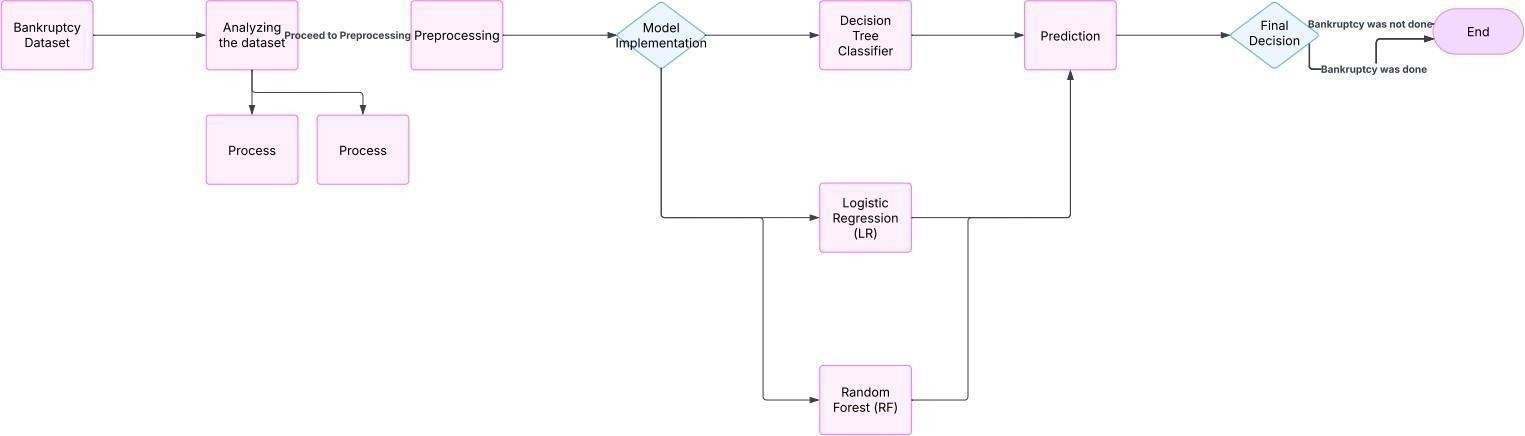 Bankruptcy
Dataset
Analyzing
the dataset
Proceed to Preprocessing
Preprocessing
Model
Implementation
Decision
Tree
Classifier
Prediction
Final
Decision
Bankruptcy was not done
End
Bankruptcy was done
Process
Process
Logistic
Regression
(LR)
Random
Forest (RF)